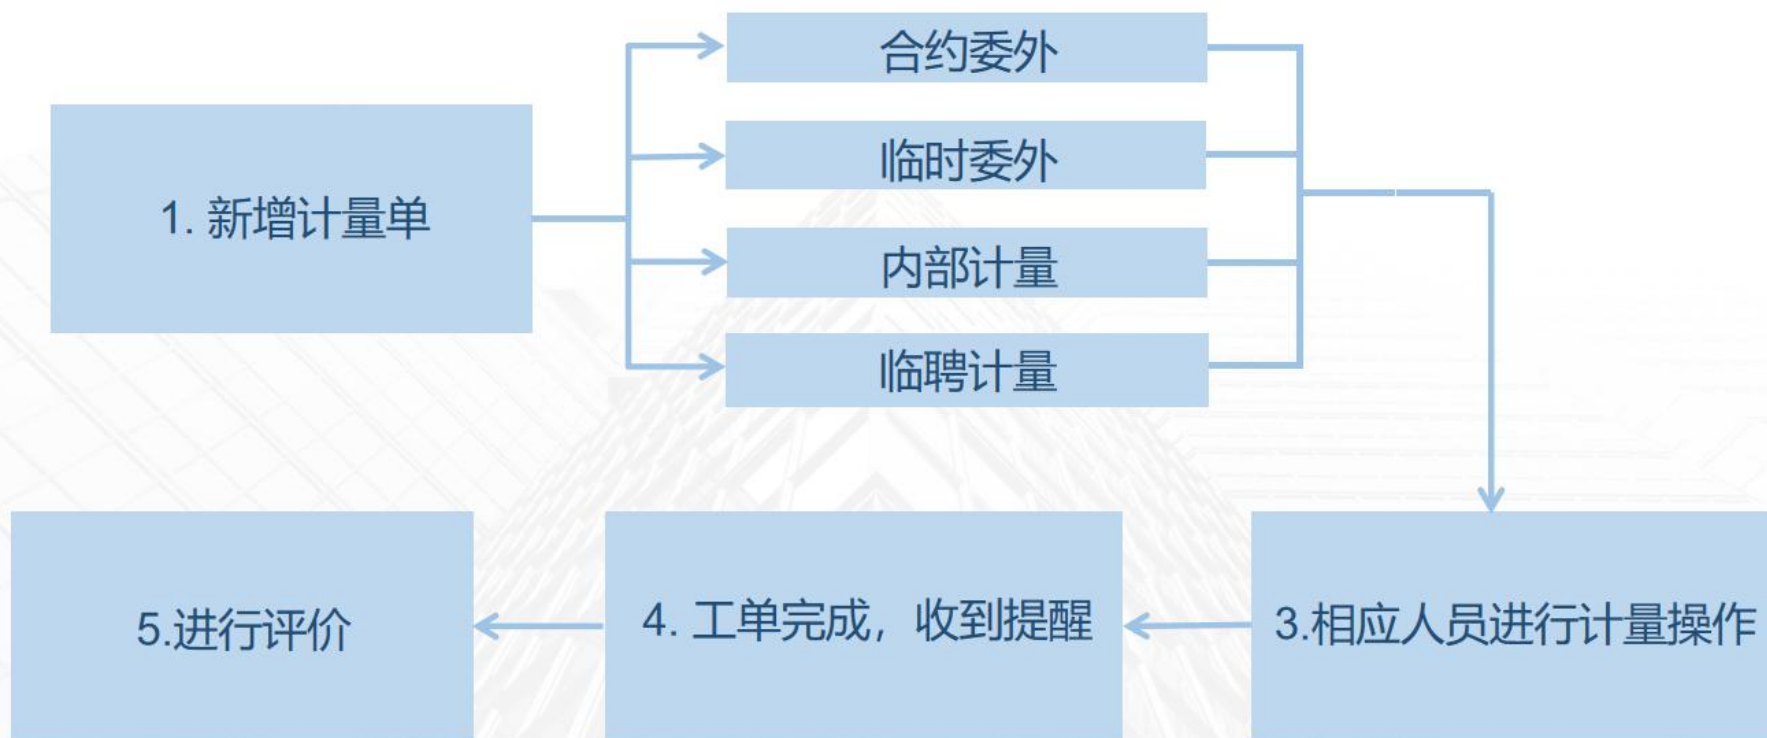 1. 新增计量单
合约委外
临时委外
内部计量
临聘计量
3.相应人员进行计量操作
4. 工单完成，收到提醒
5.进行评价